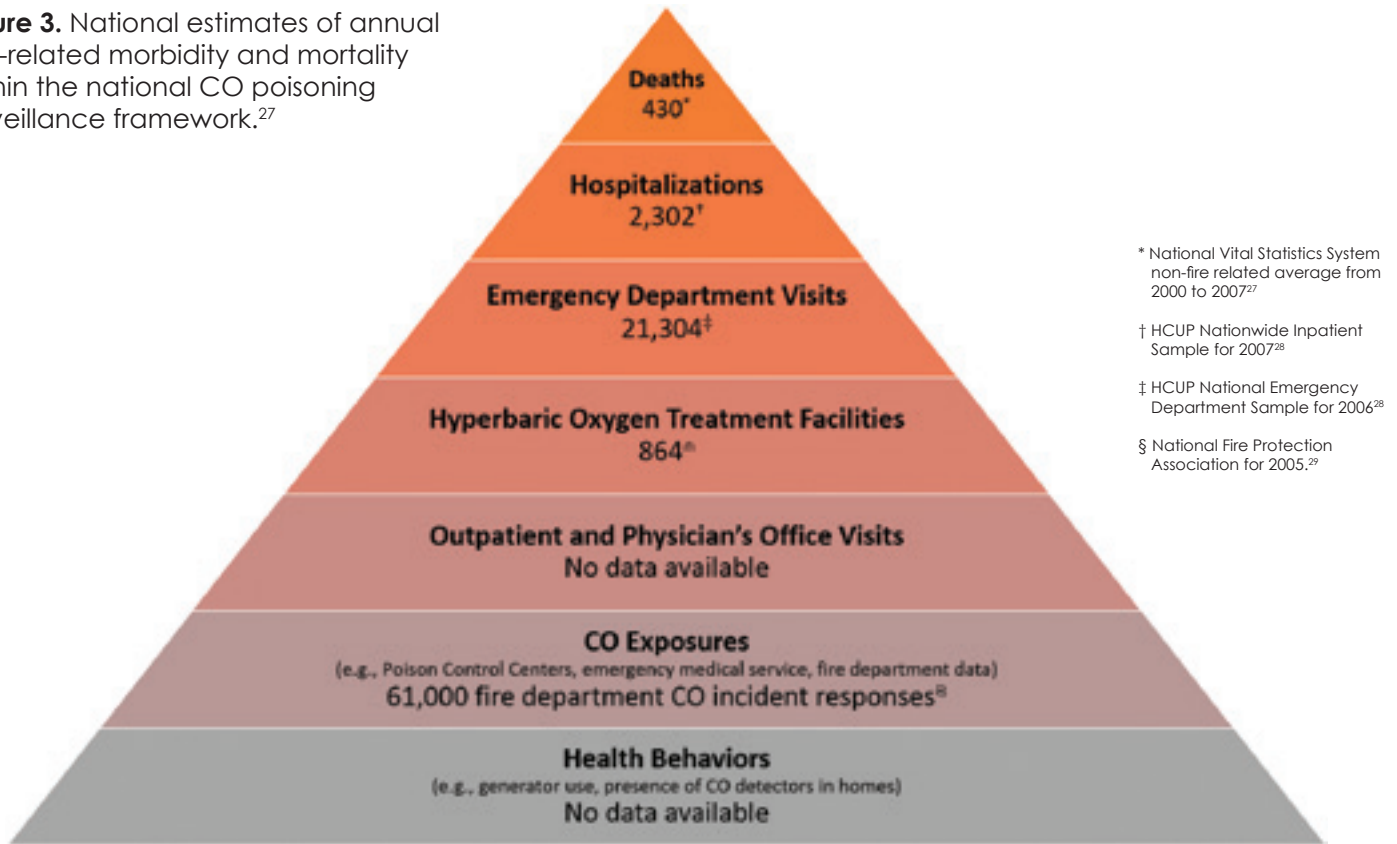 ure 3. National estimates of annual
-related morbidity and mortality
hin the national CO poisoning
veillance framework.27
Deaths
430*
Hospitalizations
2,302†
Emergency Department Visits
21,304‡
Hyperbaric Oxygen Treatment Facilities
864
Outpatient and Physician's Office Visits
No data available
CO Exposures
(e.g., Poison Control Centers, emergency medical service, fire department data)
61,000 fire department CO incident responses§
Health Behaviors
(e.g., generator use, presence of CO detectors in homes)
No data available
* National Vital Statistics System
non-fire related average from
2000 to 200727
† HCUP Nationwide Inpatient
Sample for 200728
‡ HCUP National Emergency
Department Sample for 200628
§ National Fire Protection
Association for 2005.29